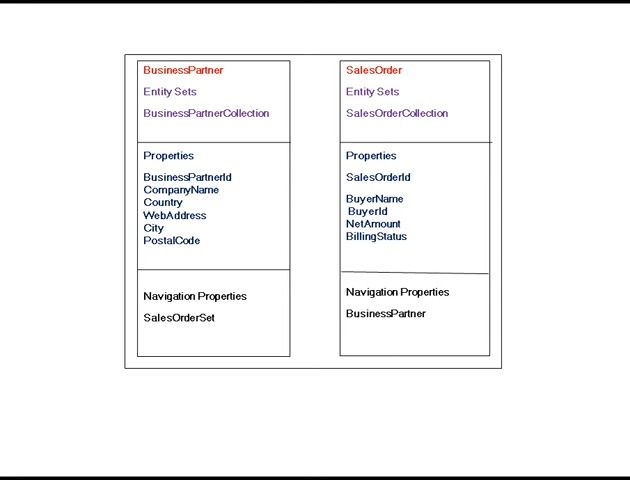 BusinessPartner
Entity Sets
BusinessPartnerCollection
Properties
BusinessPartnerId
CompanyName
Country
WebAddress
City
PostalCode
Navigation Properties
SalesOrderSet
SalesOrder
Entity Sets
SalesOrderCollection
Properties
SalesOrderId
BuyerName
BuyerId
NetAmount
BillingStatus
Navigation Properties
BusinessPartner